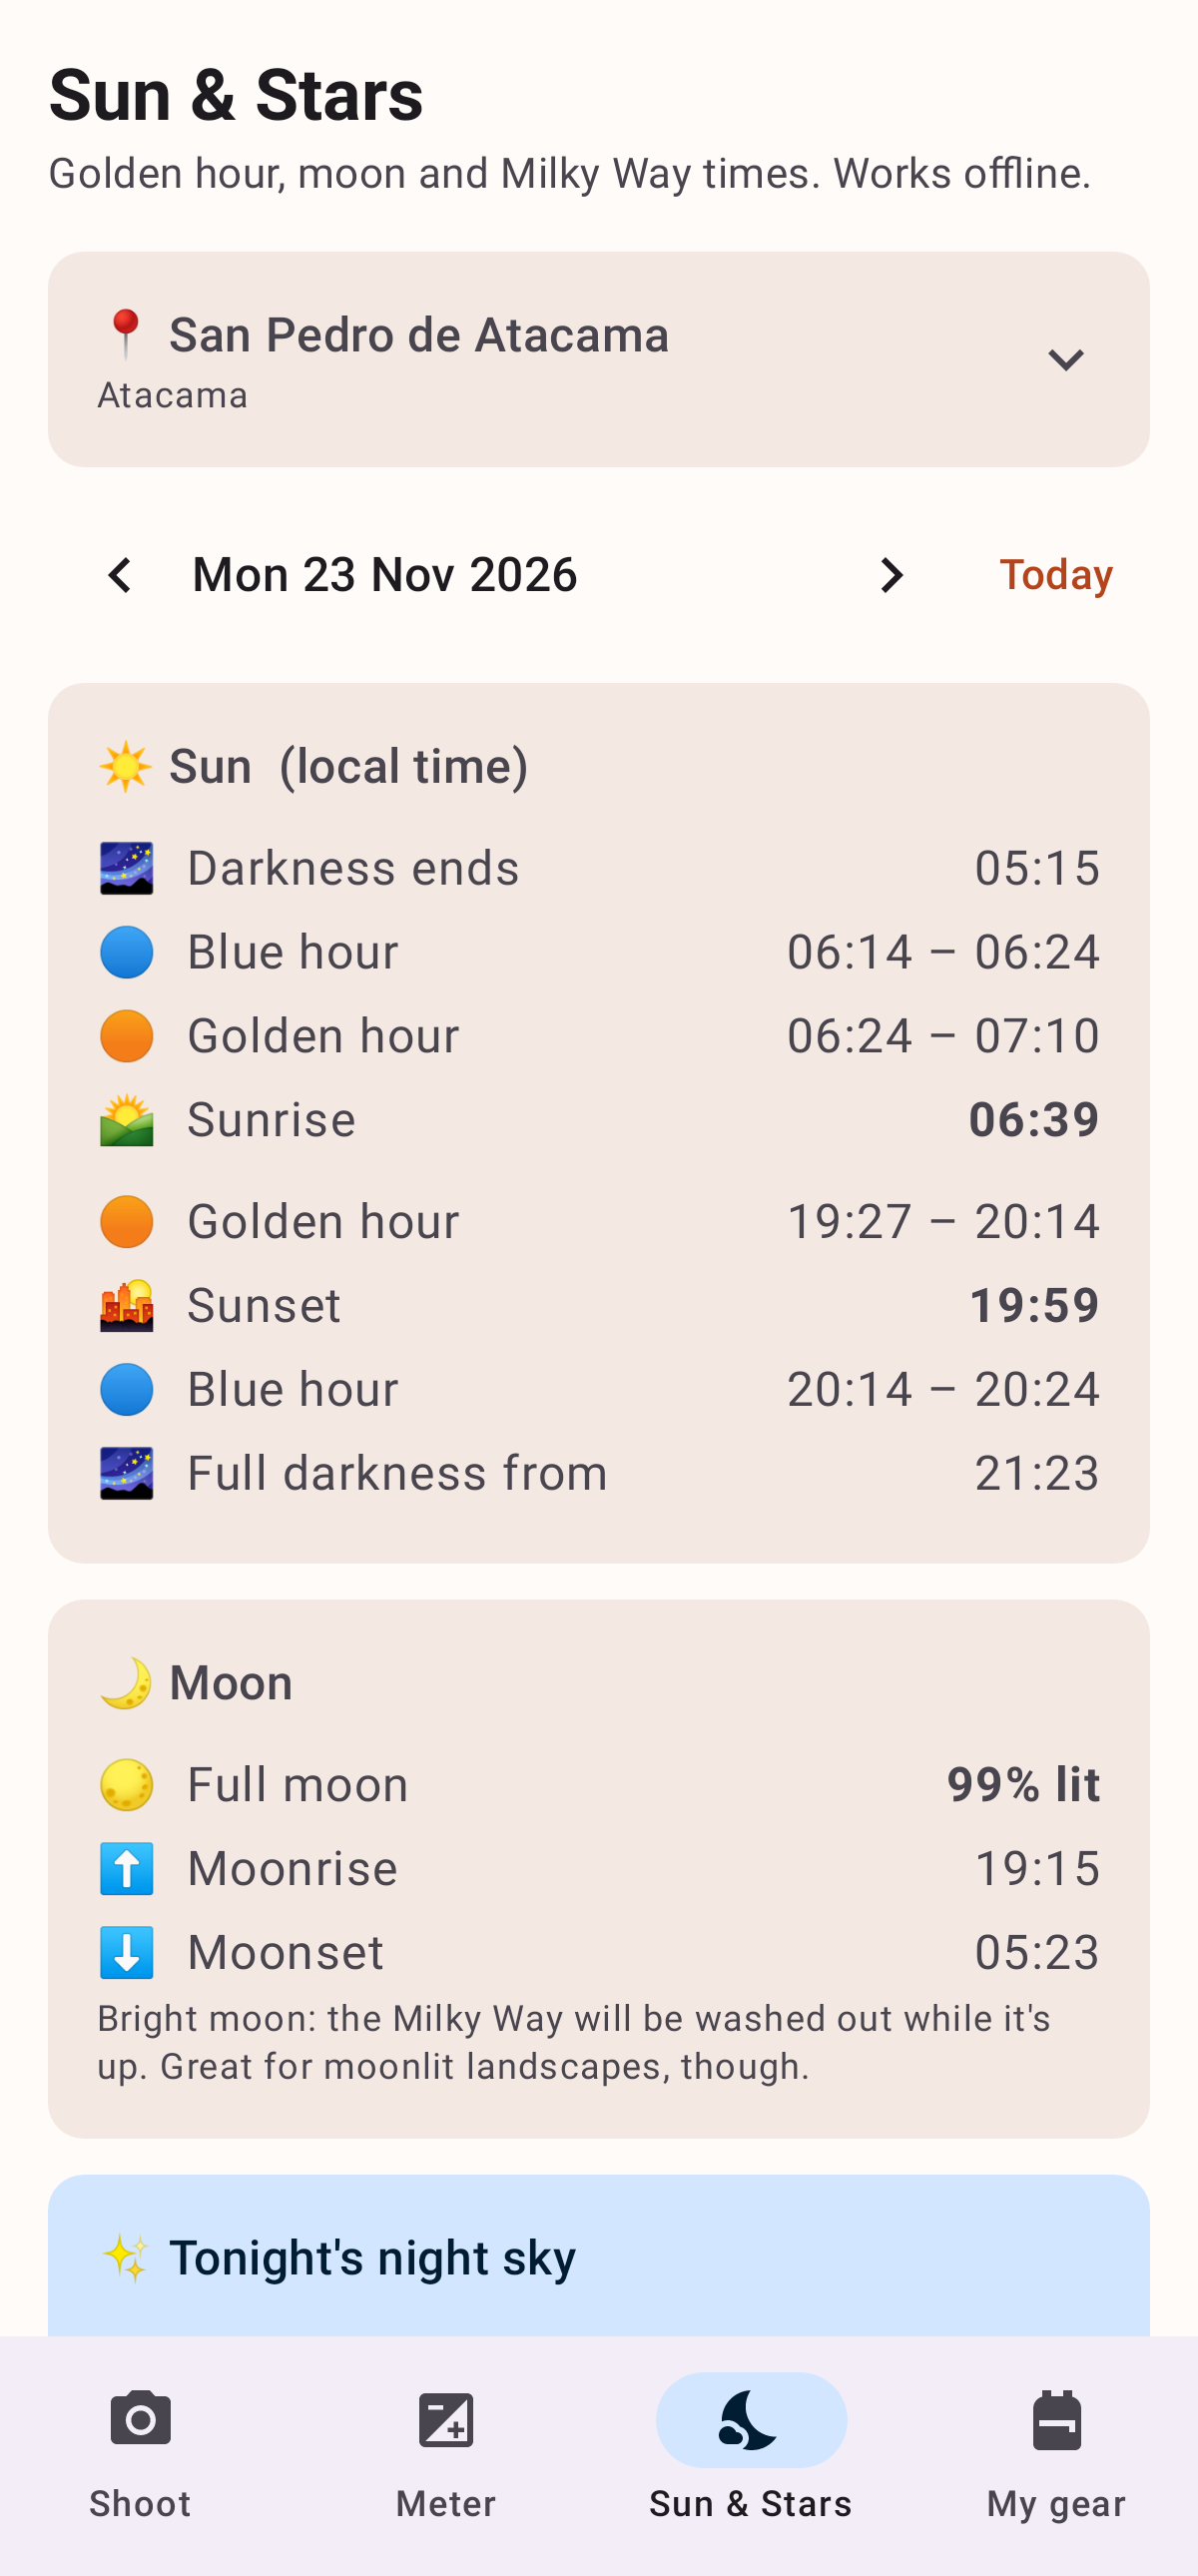 Sun & Stars
Golden hour, moon and Milky Way times. Works offline.
San Pedro de Atacama
Atacama
Mon 23 Nov 2026
Today
Sun (local time)
Darkness ends 05:15
Blue hour 06:14 – 06:24
Golden hour 06:24 – 07:10
Sunrise 06:39
Golden hour 19:27 – 20:14
Sunset 19:59
Blue hour 20:14 – 20:24
Full darkness from 21:23
Moon
Full moon 99% lit
Moonrise 19:15
Moonset 05:23
Bright moon: the Milky Way will be washed out while it's
up. Great for moonlit landscapes, though.
Tonight's night sky
Shoot Meter Sun & Stars My gear